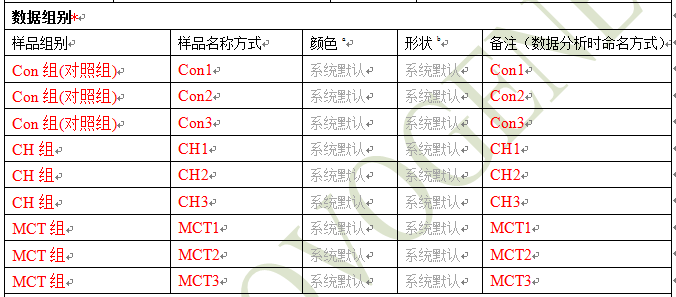 数据组别*
样品组别 样品名称方式 颜色 a 形状 b 备注（数据分析时命名方式）
Con 组(对照组) Con1 系统默认 系统默认 Con1
Con 组(对照组) Con2 系统默认 系统默认 Con2
Con 组(对照组) Con3 系统默认 系统默认 Con3
CH 组 CH1 系统默认 系统默认 CH1
CH 组 CH2 系统默认 系统默认 CH2
CH 组 CH3 系统默认 系统默认 CH3
MCT 组 MCT1 系统默认 系统默认 MCT1
MCT 组 MCT2 系统默认 系统默认 MCT2
MCT 组 MCT3 系统默认 系统默认 MCT3
OVOGENE